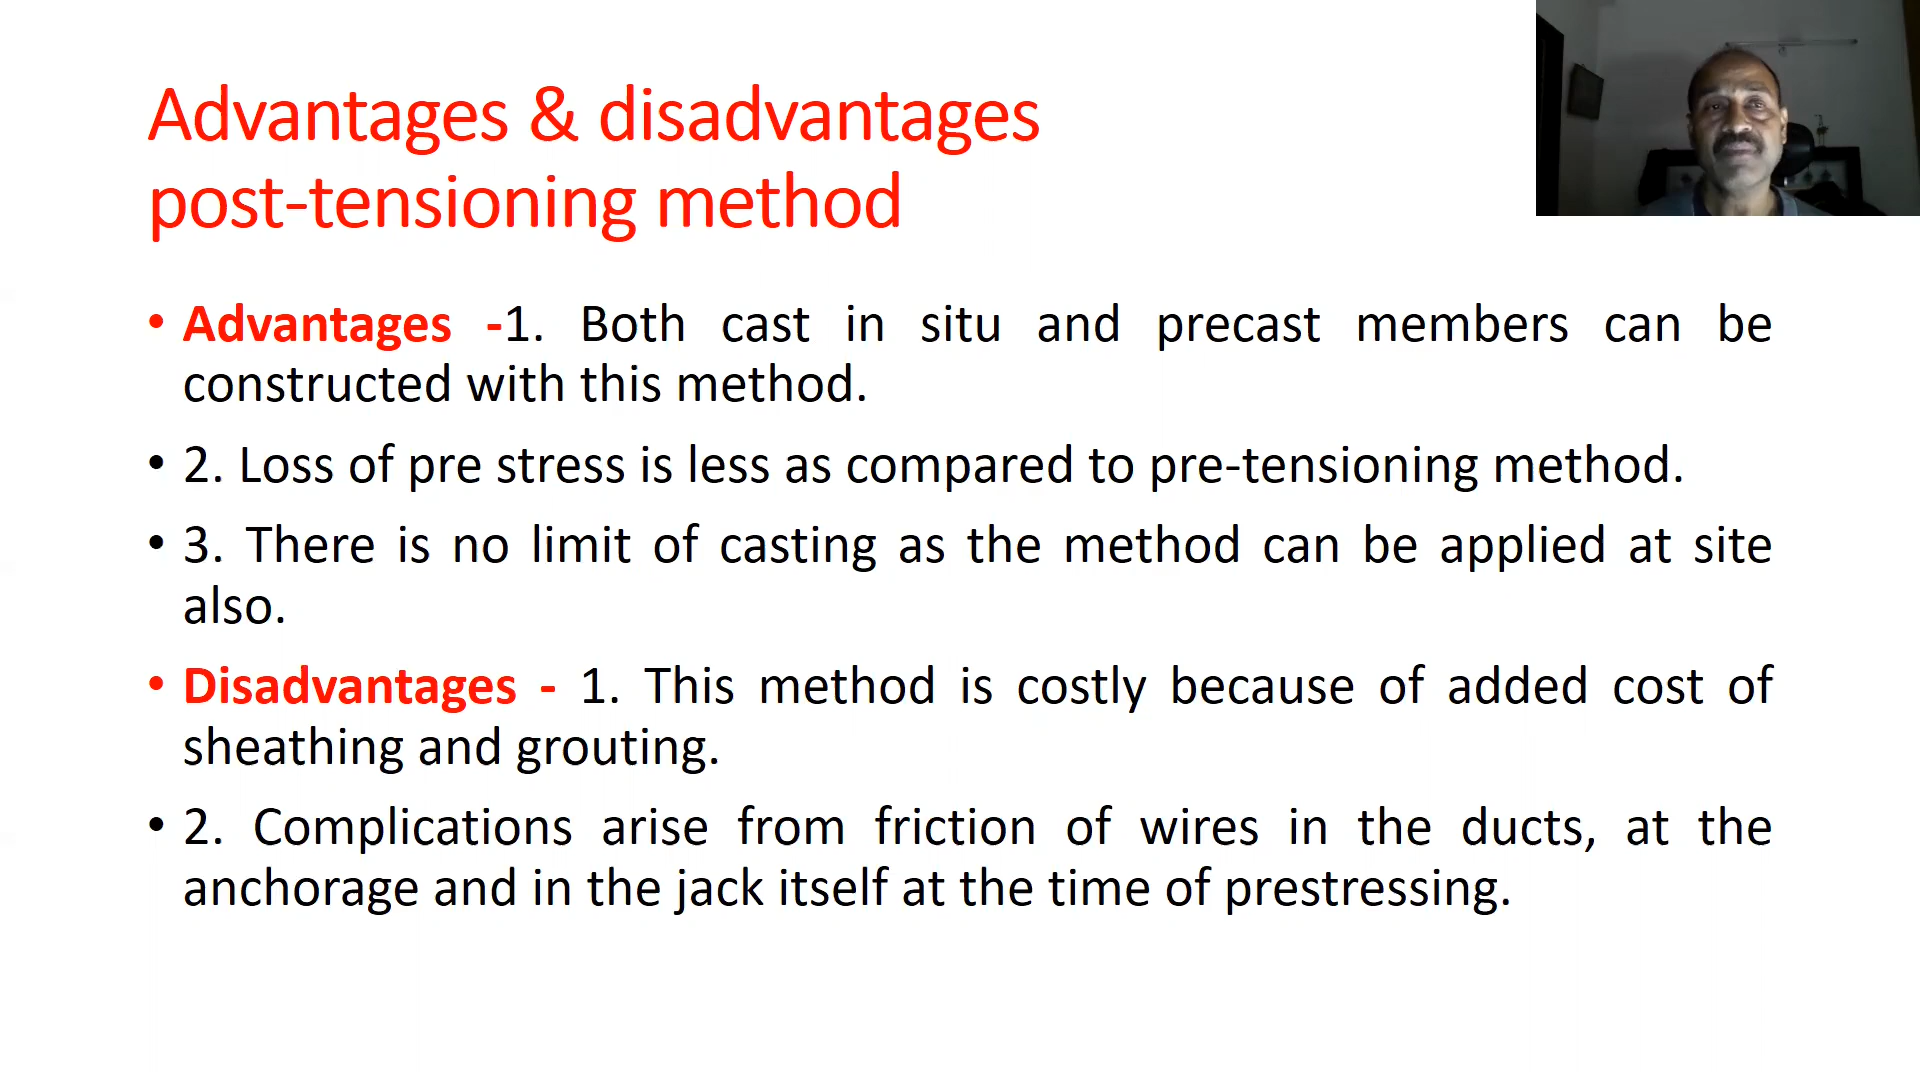 Advantages & disadvantages
post-tensioning method
• Advantages -1. Both cast in situ and precast members can be
constructed with this method.
• 2. Loss of pre stress is less as compared to pre-tensioning method.
• 3. There is no limit of casting as the method can be applied at site
also.
• Disadvantages - 1. This method is costly because of added cost of
sheathing and grouting.
• 2. Complications arise from friction of wires in the ducts, at the
anchorage and in the jack itself at the time of prestressing.